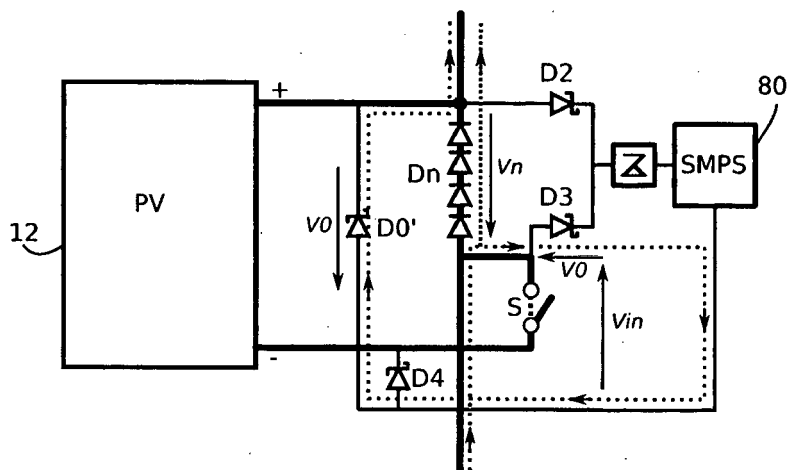 +
D2
80
Dn
Vn
Σ
SMPS
PV
D3
12
V0
D0'
V0
S
Vin
-
D4